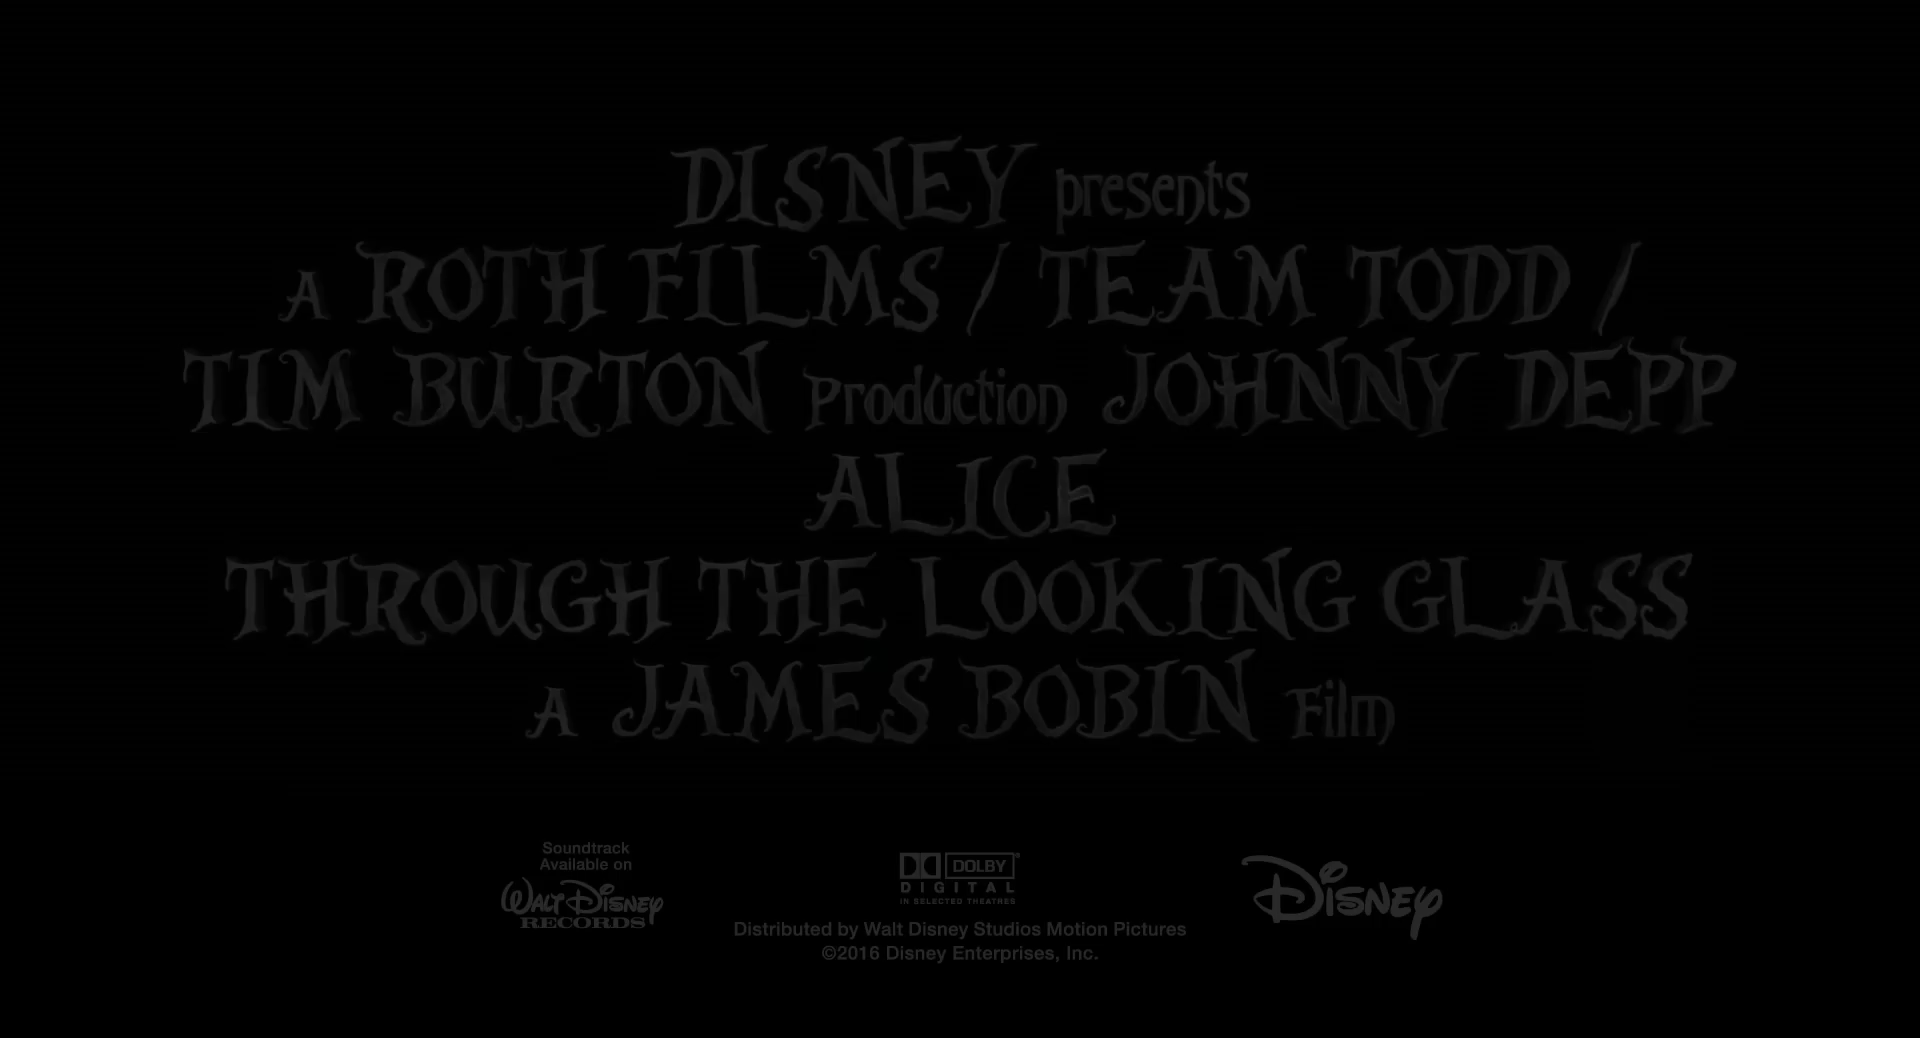 DISNEY presents
A ROTH FILMS / TEAM TODD /
TIM BURTON Production JOHNNY DEPP
ALICE
THROUGH THE LOOKING GLASS
A JAMES BOBIN Film
Soundtrack
Available on
WALT DISNEY
RECORDS
DOLBY®
DIGITAL
IN SELECTED THEATRES
Disney
Distributed by Walt Disney Studios Motion Pictures
©2016 Disney Enterprises, Inc.